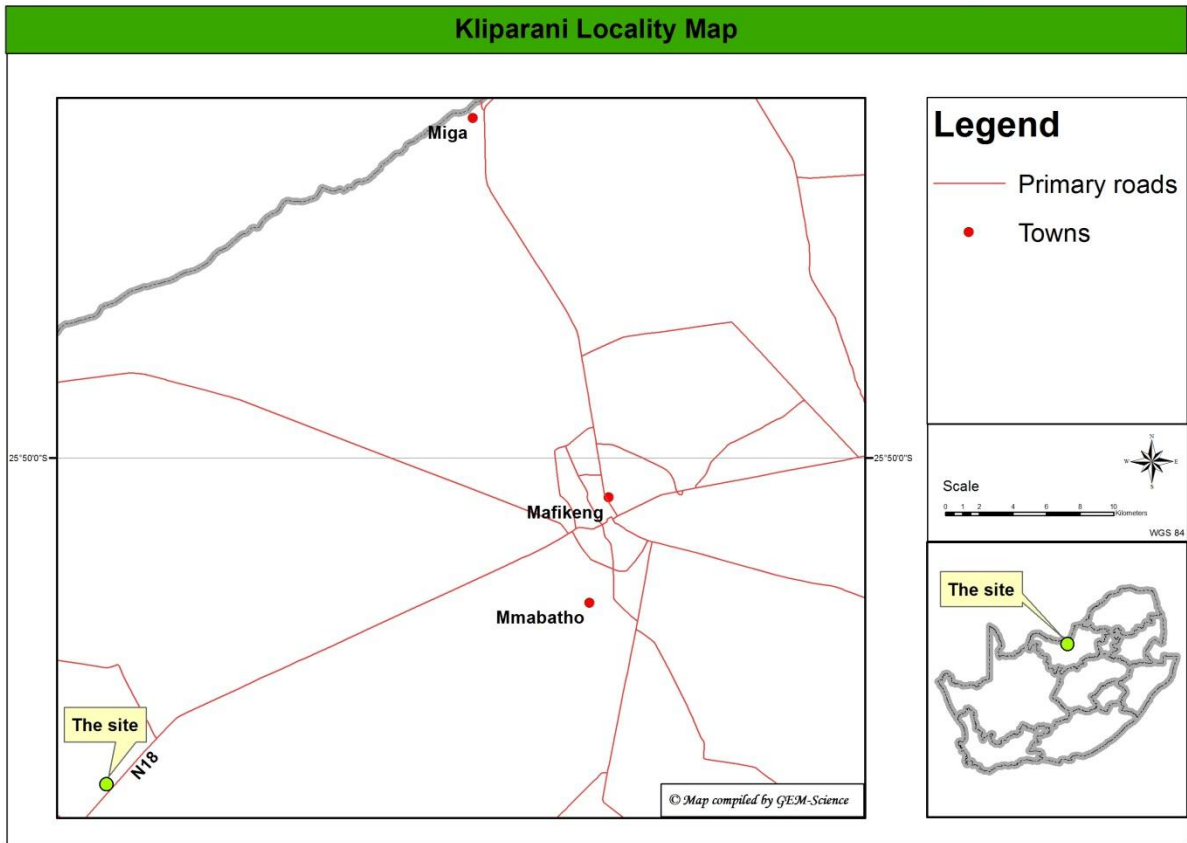 Kliparani Locality Map
Miga
25°50'0"S
25°50'0"S
Mafikeng
Mmabatho
The site
N18
© Map compiled by GEM-Science
Legend
Primary roads
Towns
N
W E
S
Scale
0 1 2 4 6 8 10
Kilometers
WGS 84
The site